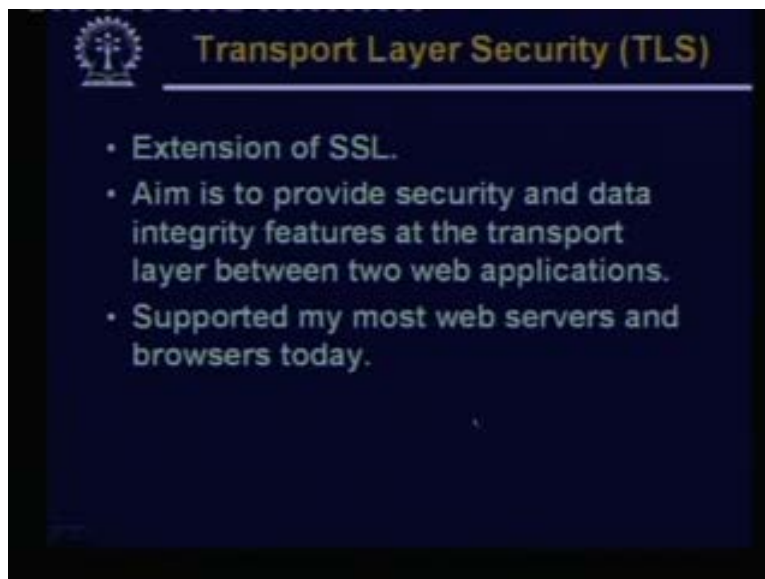 Transport Layer Security (TLS)
• Extension of SSL.
• Aim is to provide security and data
integrity features at the transport
layer between two web applications.
• Supported my most web servers and
browsers today.